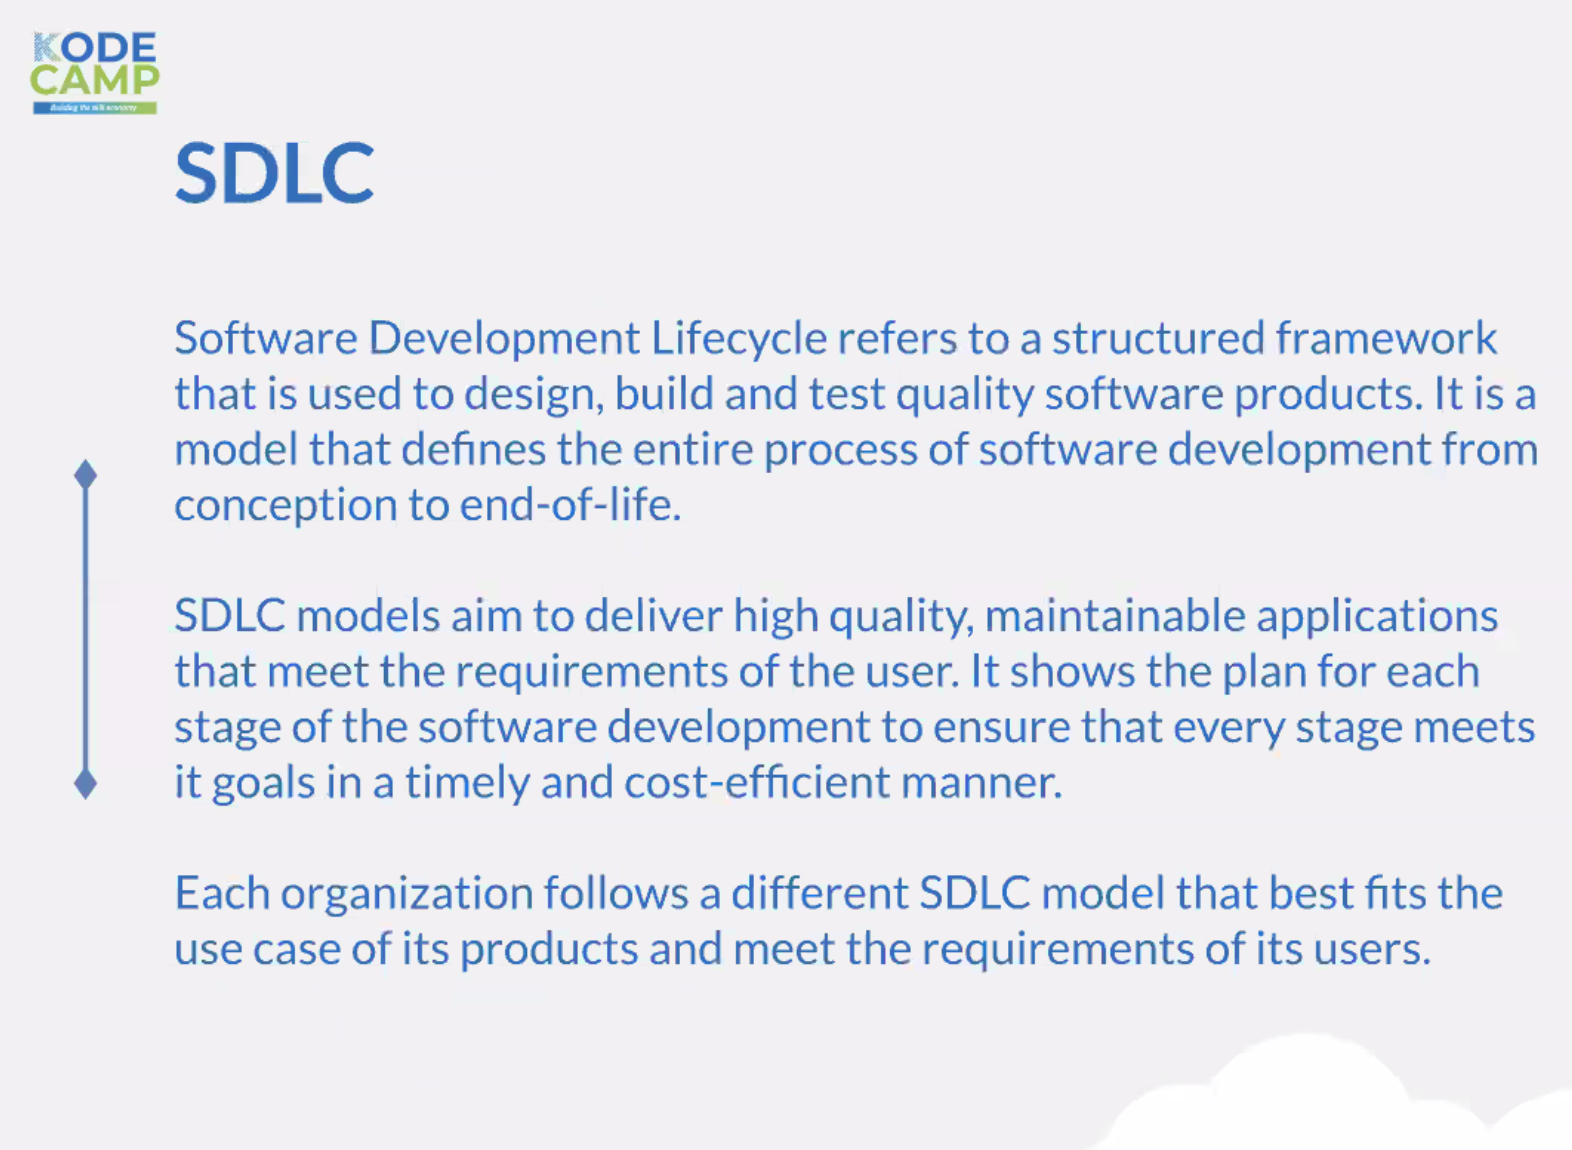 KODE
CAMP
Building the skill economy
SDLC
Software Development Lifecycle refers to a structured framework
that is used to design, build and test quality software products. It is a
model that defines the entire process of software development from
conception to end-of-life.
SDLC models aim to deliver high quality, maintainable applications
that meet the requirements of the user. It shows the plan for each
stage of the software development to ensure that every stage meets
it goals in a timely and cost-efficient manner.
Each organization follows a different SDLC model that best fits the
use case of its products and meet the requirements of its users.